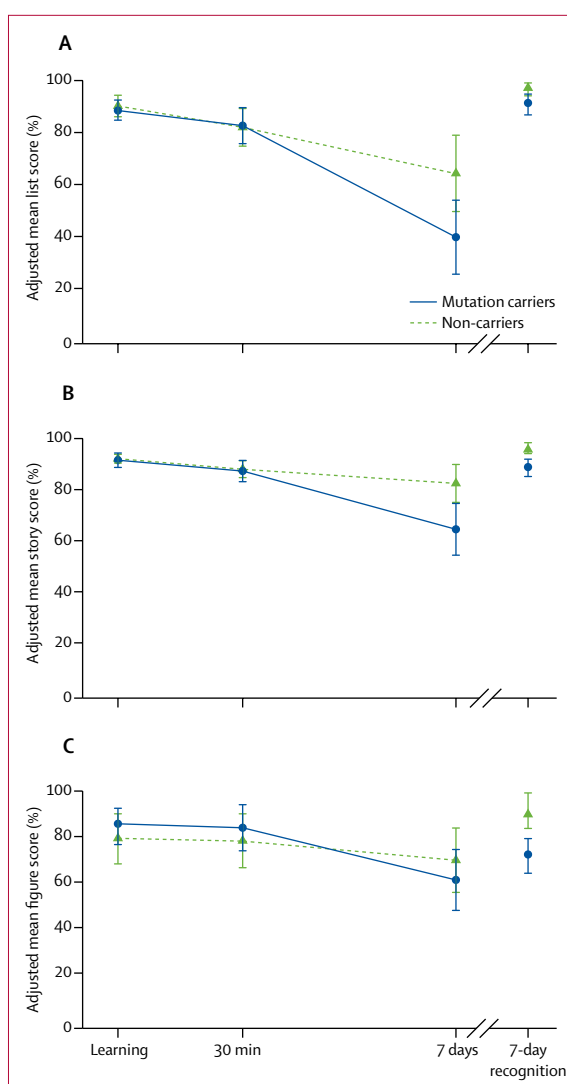 A
Adjusted mean list score (%)
100
80
60
40
20
0
Mutation carriers
Non-carriers
B
Adjusted mean story score (%)
100
80
60
40
20
0
C
Adjusted mean figure score (%)
100
80
60
40
20
0
Learning
30 min
7 days
7-day
recognition